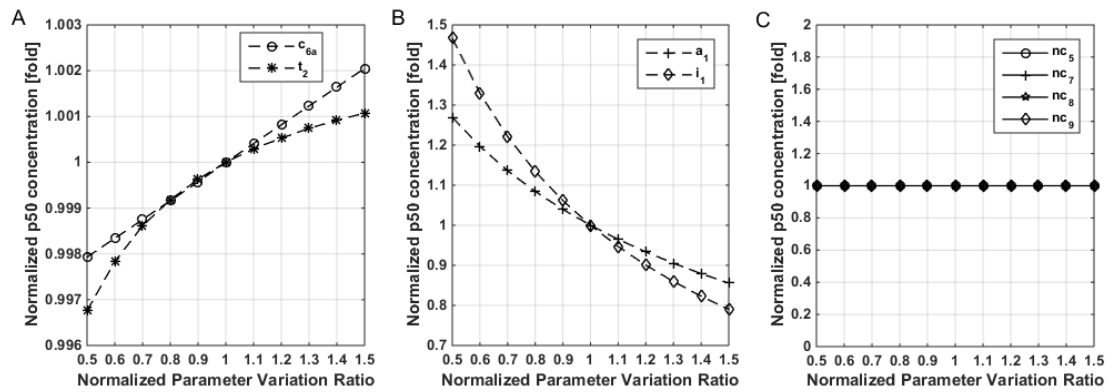 A
Normalized p50 concentration [fold]
1.003
1.002
1.001
1
0.999
0.998
0.997
0.996
c6a
t2
0.5 0.6 0.7 0.8 0.9 1 1.1 1.2 1.3 1.4 1.5
Normalized Parameter Variation Ratio
B
Normalized p50 concentration [fold]
1.5
1.4
1.3
1.2
1.1
1
0.9
0.8
0.7
a1
i1
0.5 0.6 0.7 0.8 0.9 1 1.1 1.2 1.3 1.4 1.5
Normalized Parameter Variation Ratio
C
Normalized p50 concentration [fold]
2
1.8
1.6
1.4
1.2
1
0.8
0.6
0.4
0.2
0
nc5
nc7
nc8
nc9
0.5 0.6 0.7 0.8 0.9 1 1.1 1.2 1.3 1.4 1.5
Normalized Parameter Variation Ratio